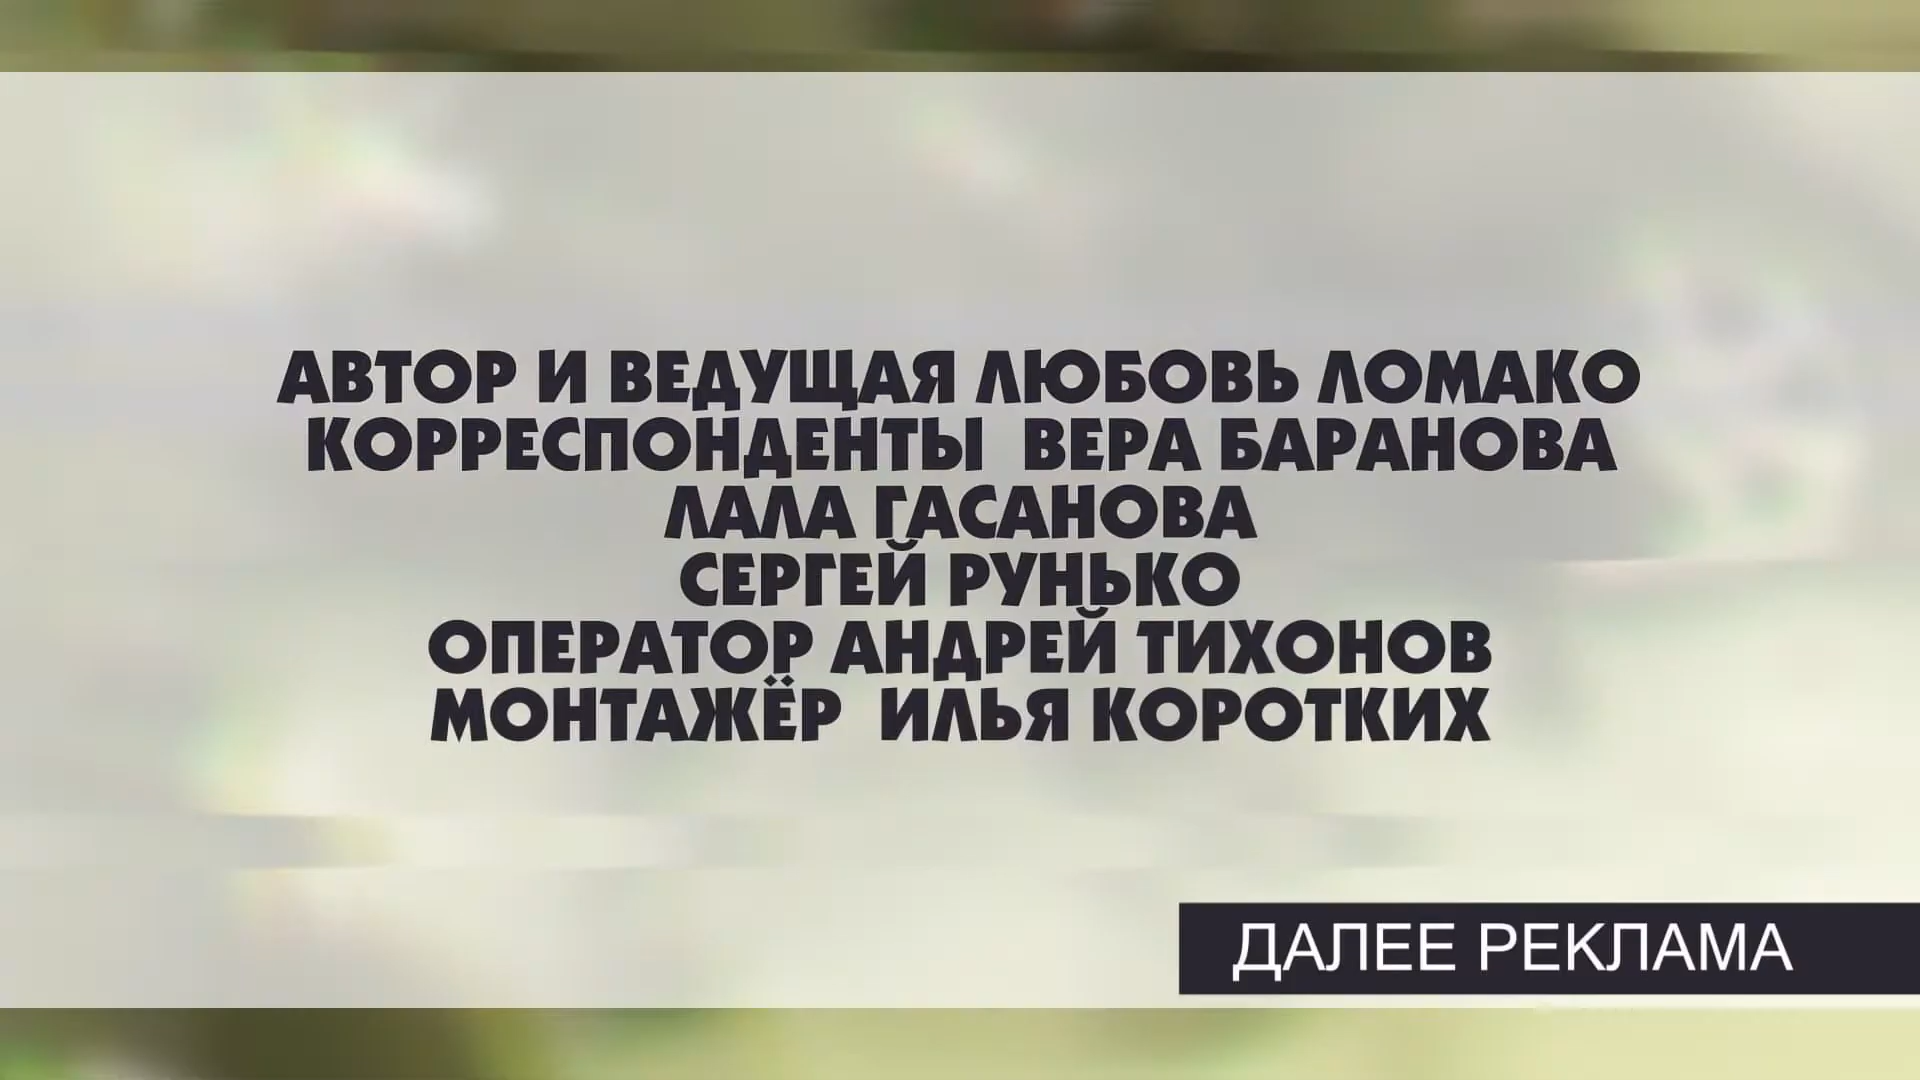 АВТОР И ВЕДУЩАЯ ЛЮБОВЬ ЛОМАКО
КОРРЕСПОНДЕНТЫ ВЕРА БАРАНОВА
ЛАЛА ГАСАНОВА
СЕРГЕЙ РУНЬКО
ОПЕРАТОР АНДРЕЙ ТИХОНОВ
МОНТАЖЁР ИЛЬЯ КОРОТКИХ
ДАЛЕЕ РЕКЛАМА